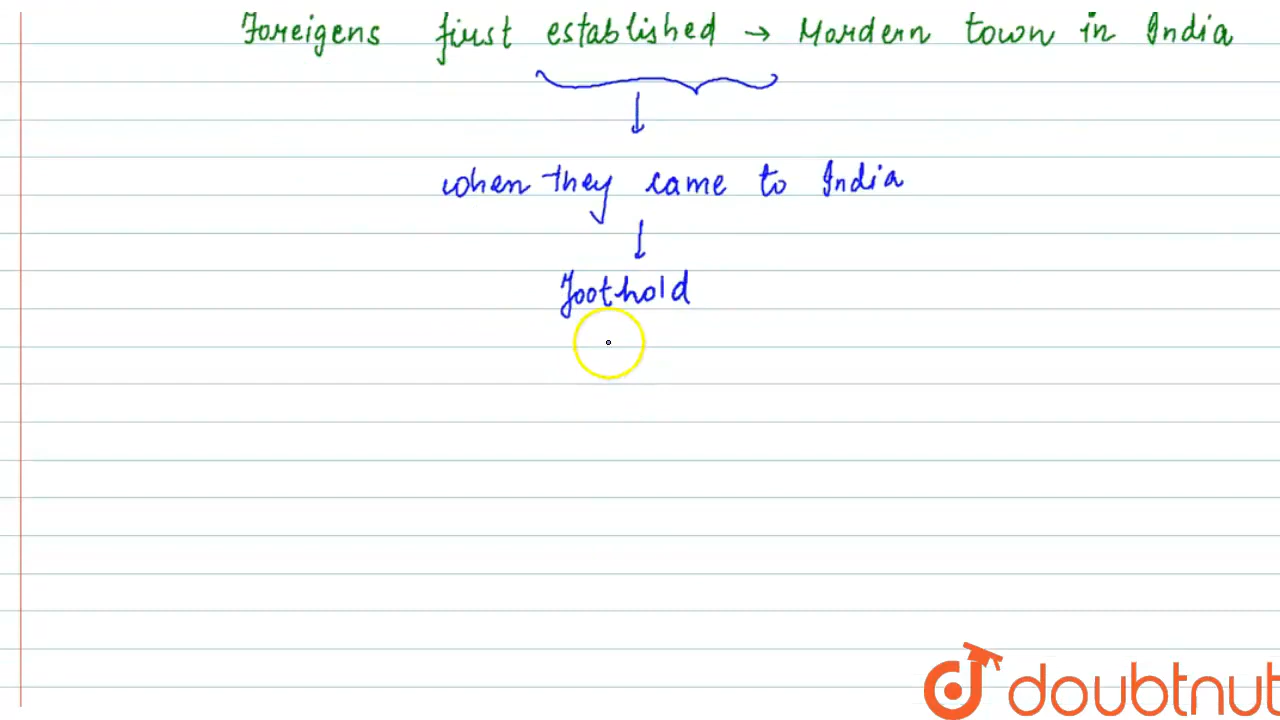 Foreigens first established → Mordern town in India
↓
when they came to India
↓
Foothold
doubtnut